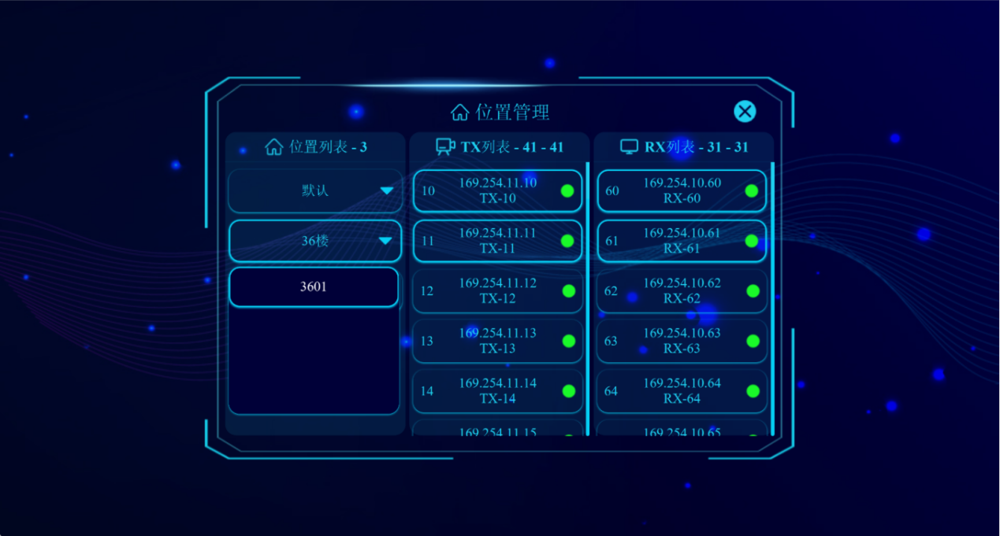 位置管理
位置列表 - 3
默认
36楼
3601
TX列表 - 41 - 41
10
169.254.11.10
TX-10
11
169.254.11.11
TX-11
12
169.254.11.12
TX-12
13
169.254.11.13
TX-13
14
169.254.11.14
TX-14
169.254.11.15
RX列表 - 31 - 31
60
169.254.10.60
RX-60
61
169.254.10.61
RX-61
62
169.254.10.62
RX-62
63
169.254.10.63
RX-63
64
169.254.10.64
RX-64
169.254.10.65